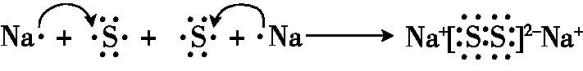 Na· + ··S·· + ··S·· + ·Na ⟶ Na⁺[:S̤̈:S̤̈:]²⁻Na⁺